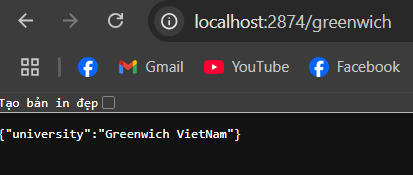 localhost:2874/greenwich
Gmail YouTube Facebook
Tạo bản in đẹp
{"university":"Greenwich VietNam"}